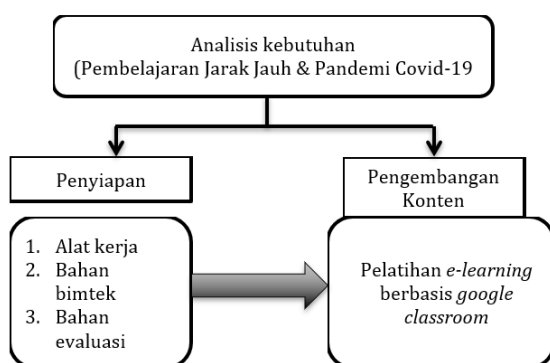 Analisis kebutuhan
(Pembelajaran Jarak Jauh & Pandemi Covid-19
Penyiapan
Pengembangan
Konten
1. Alat kerja
2. Bahan
bimtek
3. Bahan
evaluasi
Pelatihan e-learning
berbasis google
classroom